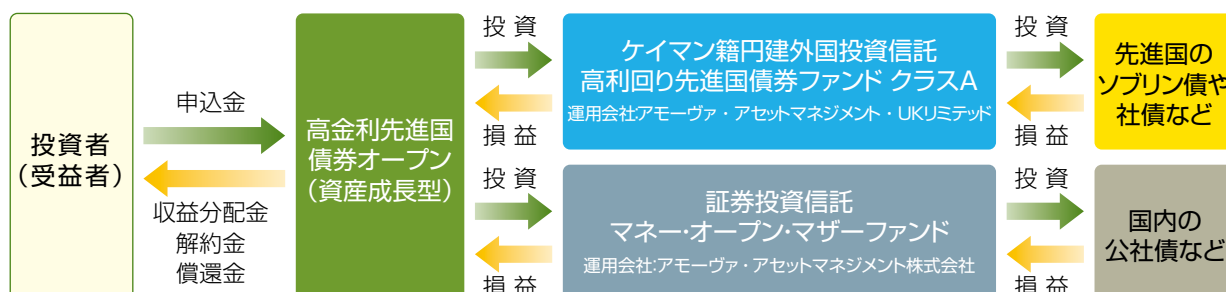 投資者
（受益者）
申込金
収益分配金
解約金
償還金
高金利先進国
債券オープン
（資産成長型）
投 資
損 益
ケイマン籍円建外国投資信託
高利回り先進国債券ファンド クラスA
運用会社:アモーヴァ・アセットマネジメント・UKリミテッド
投 資
損 益
先進国の
ソブリン債や
社債など
投 資
損 益
証券投資信託
マネー・オープン・マザーファンド
運用会社:アモーヴァ・アセットマネジメント株式会社
投 資
損 益
国内の
公社債など